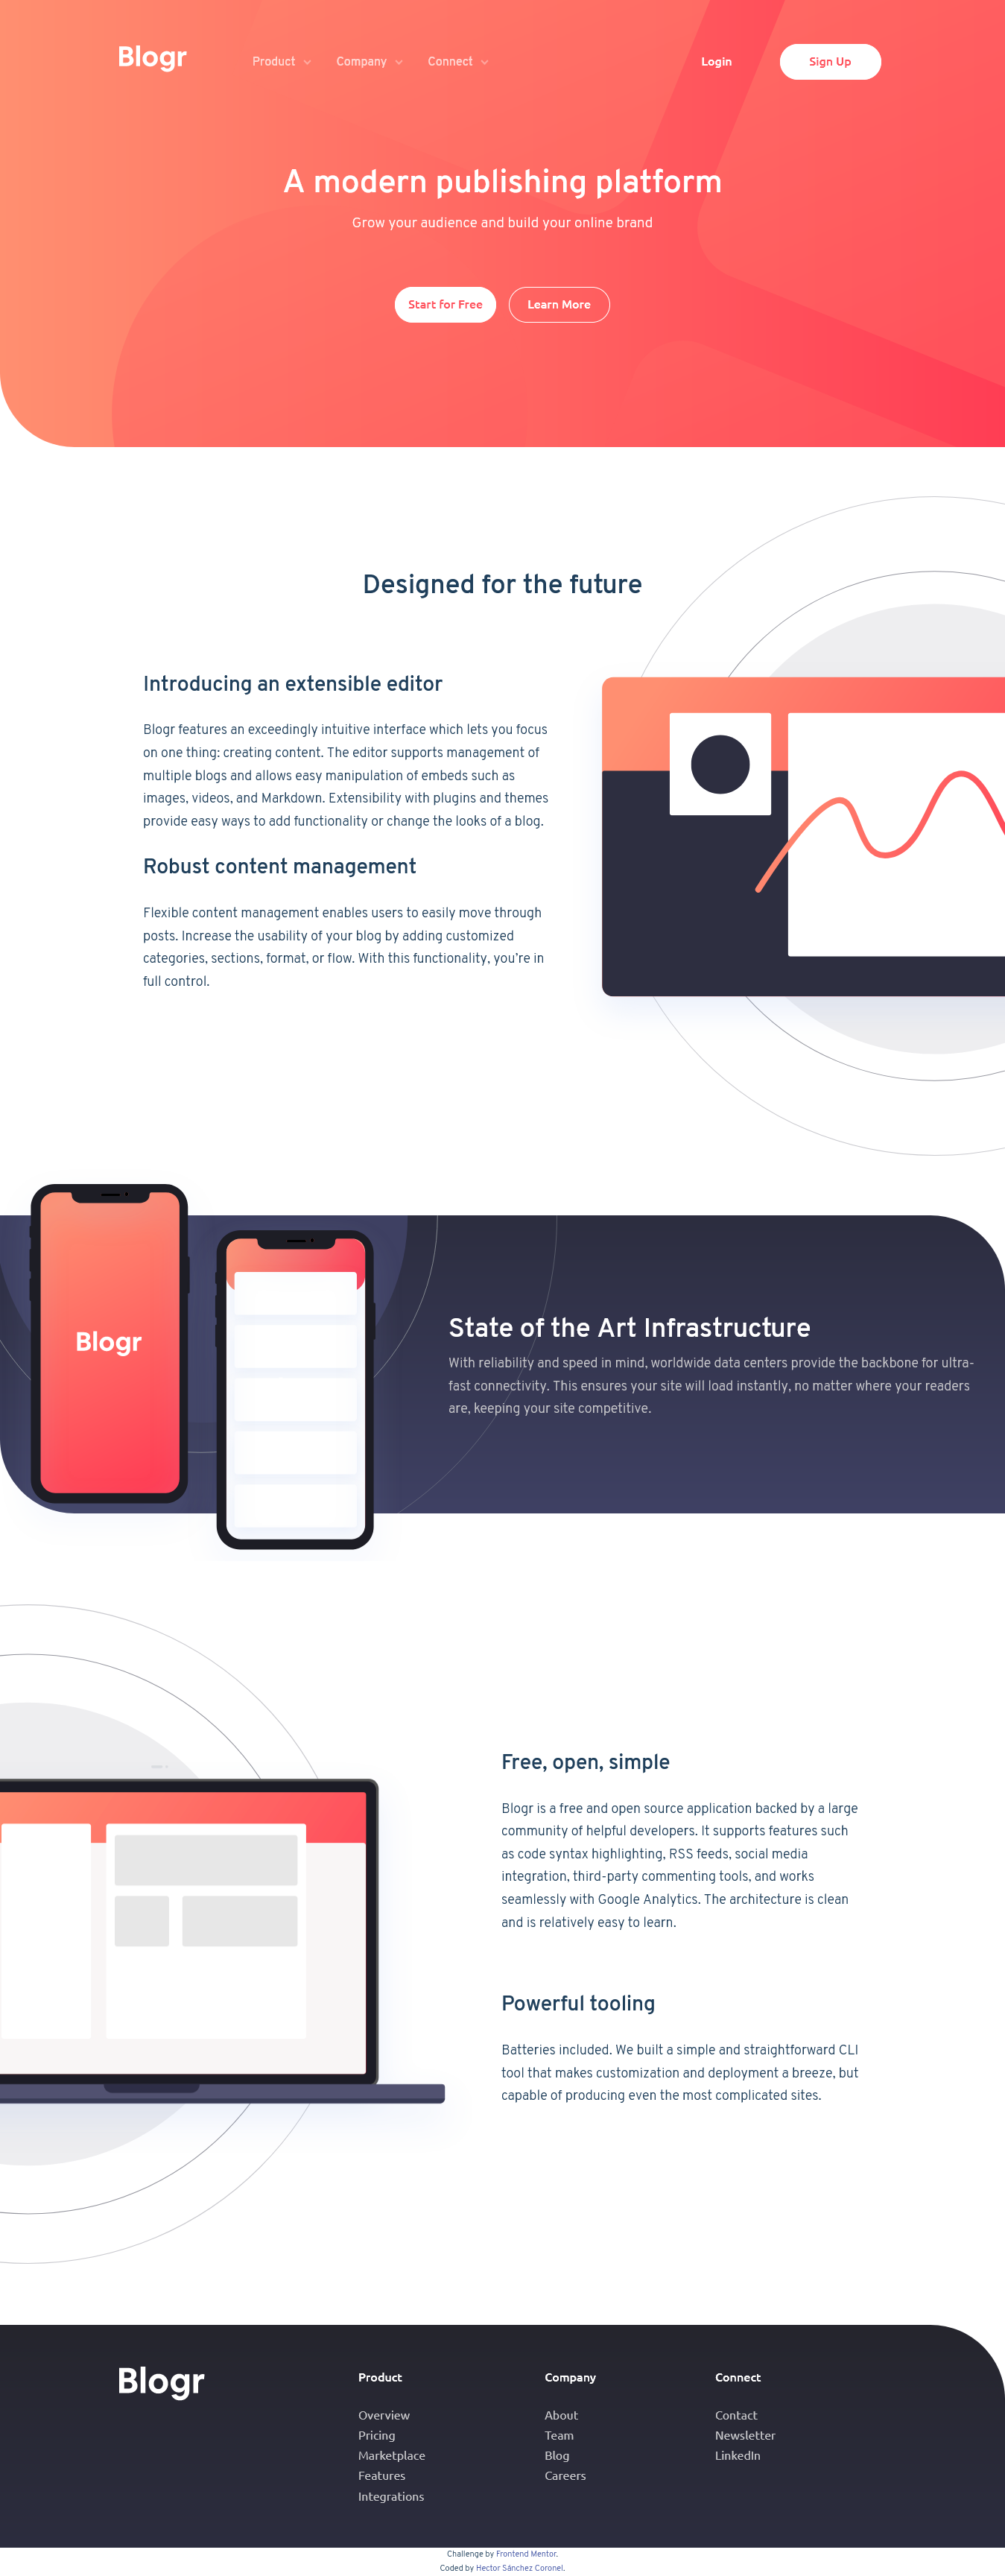 Blogr
Product
Company
Connect
Login
Sign Up
A modern publishing platform
Grow your audience and build your online brand
Start for Free
Learn More
Designed for the future
Introducing an extensible editor
Blogr features an exceedingly intuitive interface which lets you focus
on one thing: creating content. The editor supports management of
multiple blogs and allows easy manipulation of embeds such as
images, videos, and Markdown. Extensibility with plugins and themes
provide easy ways to add functionality or change the looks of a blog.
Robust content management
Flexible content management enables users to easily move through
posts. Increase the usability of your blog by adding customized
categories, sections, format, or flow. With this functionality, you're in
full control.
Blogr
State of the Art Infrastructure
With reliability and speed in mind, worldwide data centers provide the backbone for ultra-
fast connectivity. This ensures your site will load instantly, no matter where your readers
are, keeping your site competitive.
Free, open, simple
Blogr is a free and open source application backed by a large
community of helpful developers. It supports features such
as code syntax highlighting, RSS feeds, social media
integration, third-party commenting tools, and works
seamlessly with Google Analytics. The architecture is clean
and is relatively easy to learn.
Powerful tooling
Batteries included. We built a simple and straightforward CLI
tool that makes customization and deployment a breeze, but
capable of producing even the most complicated sites.
Blogr
Product
Overview
Pricing
Marketplace
Features
Integrations
Company
About
Team
Blog
Careers
Connect
Contact
Newsletter
LinkedIn
Challenge by Frontend Mentor.
Coded by Hector Sánchez Coronel.